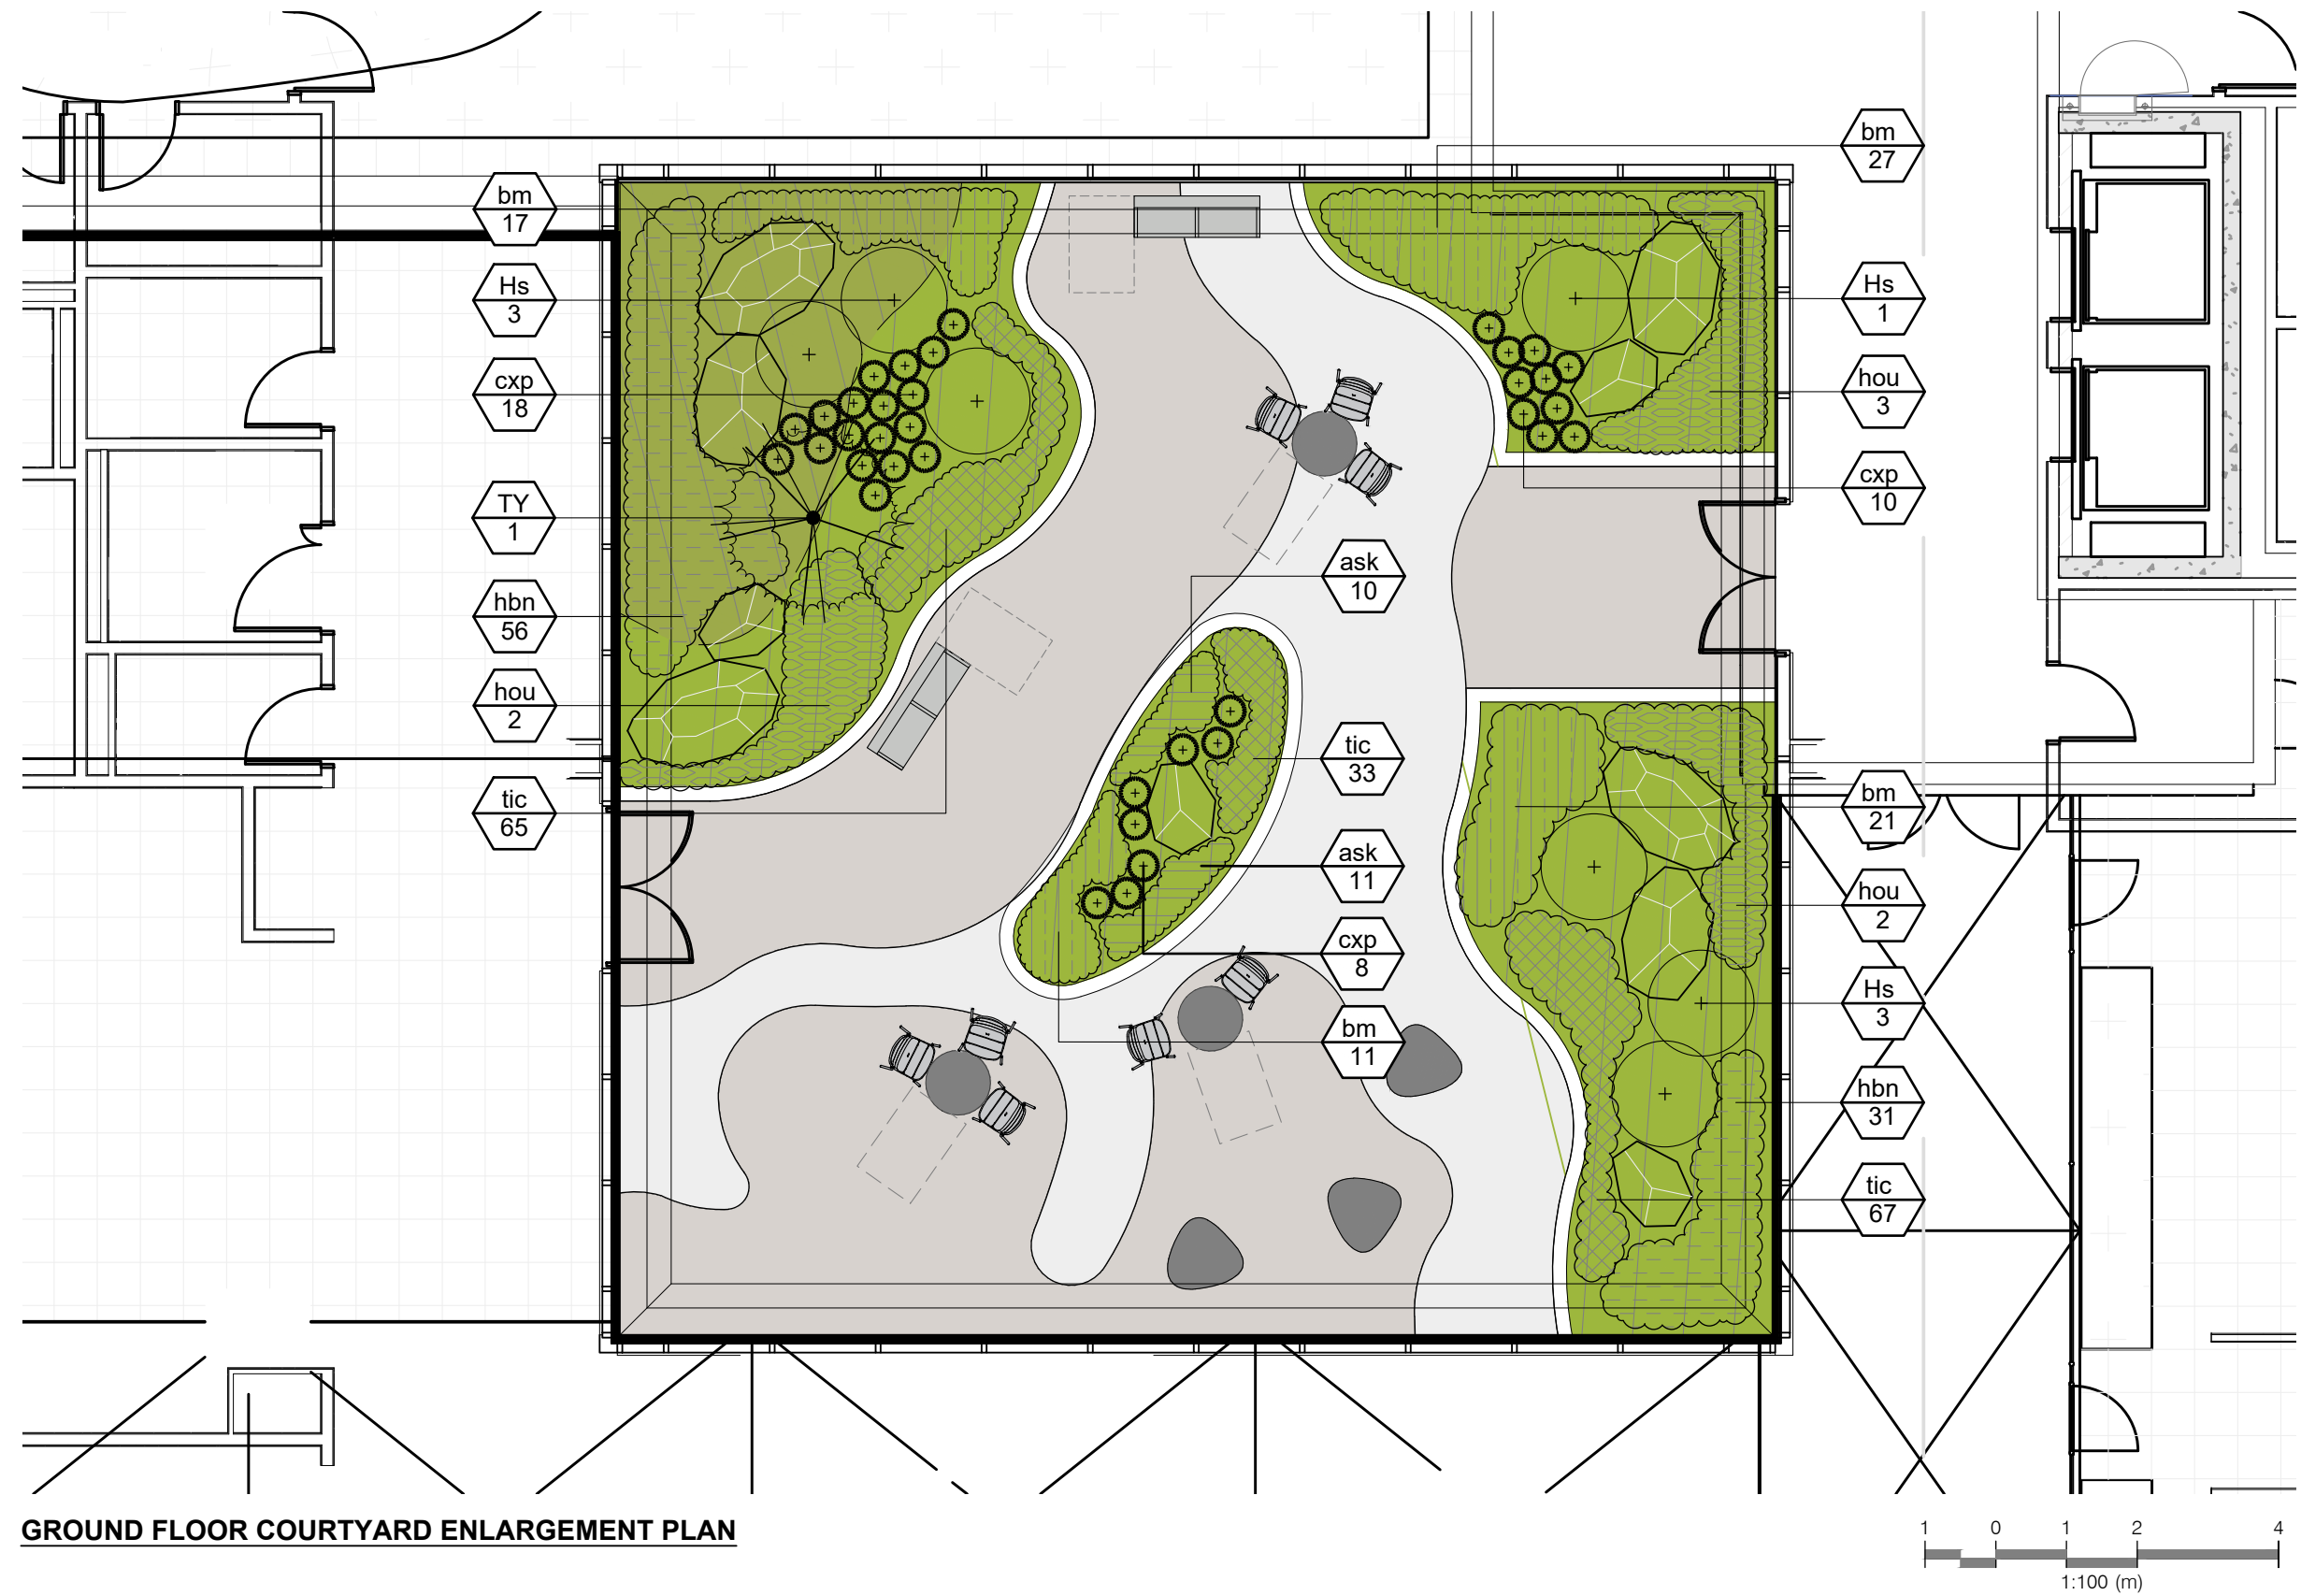 bm
17
Hs
3
cxp
18
TY
1
hbn
56
hou
2
tic
65
ask
10
tic
33
ask
11
cxp
8
bm
11
bm
27
Hs
1
hou
3
cxp
10
bm
21
hou
2
Hs
3
hbn
31
tic
67
GROUND FLOOR COURTYARD ENLARGEMENT PLAN
1 0 1 2 4
1:100 (m)